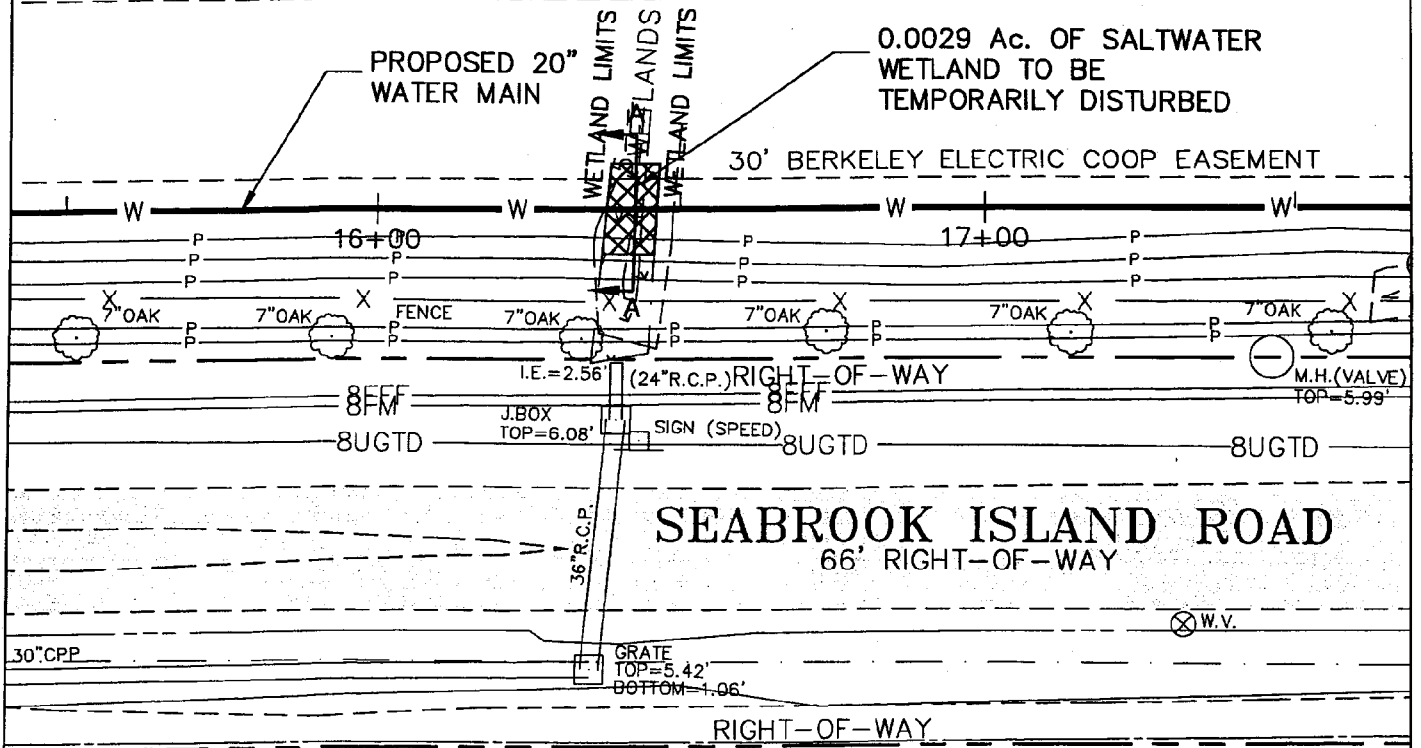 PROPOSED 20"
WATER MAIN
WETLAND LIMITS
WETLANDS
WETLAND LIMITS
0.0029 Ac. OF SALTWATER
WETLAND TO BE
TEMPORARILY DISTURBED
30' BERKELEY ELECTRIC COOP EASEMENT
A
W W W W
16+00 17+00
P P P
P P P
P P P
X X X X X X
A
7"OAK 7"OAK FENCE 7"OAK 7"OAK 7"OAK 7"OAK
P P P P P
P P P P P
I.E.=2.56' (24"R.C.P.) RIGHT-OF-WAY
M.H.(VALVE)
TOP=5.99'
8FM 8FM
J.BOX
TOP=6.08'
SIGN (SPEED)
8UGTD 8UGTD 8UGTD
36"R.C.P.
SEABROOK ISLAND ROAD
66' RIGHT-OF-WAY
W.V.
30"CPP
GRATE
TOP=5.42'
BOTTOM=1.06'
RIGHT-OF-WAY